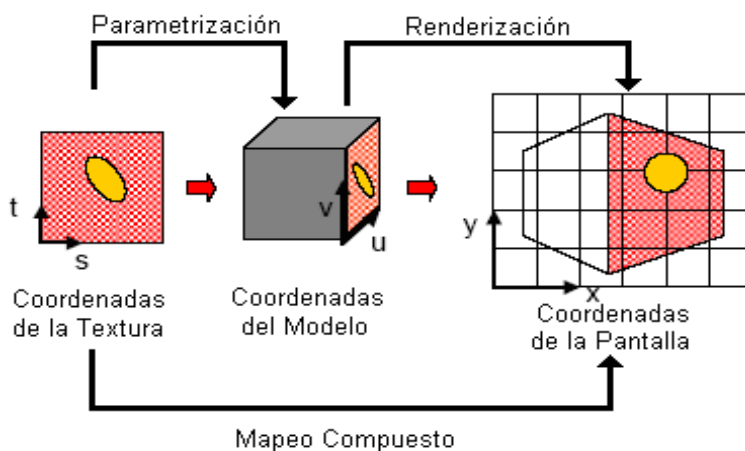 Parametrización
Renderización
t
s
v
u
y
x
Coordenadas
de la Textura
Coordenadas
del Modelo
Coordenadas
de la Pantalla
Mapeo Compuesto